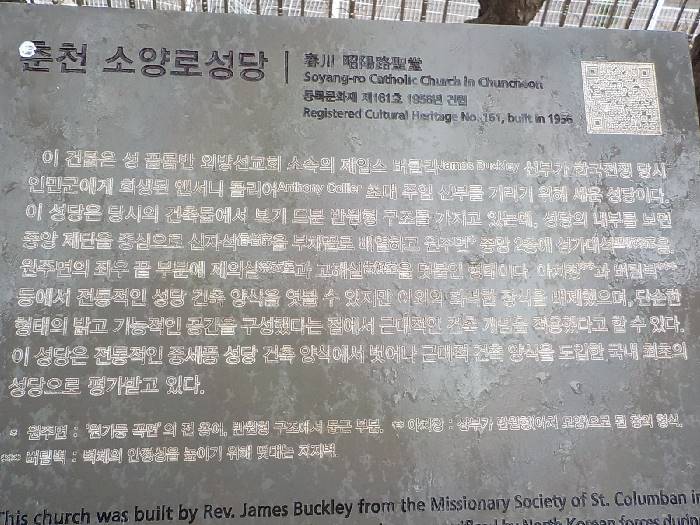 춘천 소양로성당
春川 昭陽路聖堂
Soyang-ro Catholic Church in Chuncheon
등록문화재 제161호 1956년 건립
Registered Cultural Heritage No. 161, built in 1956
이 건물은 성 골롬반 외방선교회 소속의 제임스 버클리James Buckley 신부가 한국전쟁 당시
인민군에게 희생된 앤서니 콜리어Anthony Collier 초대 주임 신부를 기리기 위해 세운 성당이다.
이 성당은 당시의 건축물에서 보기 드문 반원형 구조를 가지고 있는데, 성당의 내부를 보면
중앙 제단을 중심으로 신자석을 부채꼴로 배열하고 원주면* 중앙 2층에 성가대석을,
원주면의 좌우 끝 부분에 제의실과 고해실을 덧붙인 형태이다. 아치창**과 버팀벽***
등에서 전통적인 성당 건축 양식을 엿볼 수 있지만 이외의 화려한 장식을 배제했으며, 단순한
형태의 밝고 기능적인 공간을 구성했다는 점에서 근대적인 건축 개념을 적용했다고 할 수 있다.
이 성당은 전통적인 중세풍 성당 건축 양식에서 벗어나 근대적 건축 양식을 도입한 국내 최초의
성당으로 평가받고 있다.
* 원주면 : '원기둥 곡면'의 전 용어. 반원형 구조에서 둥근 부분. ** 아치창 : 상부가 반원형(아치 모양)으로 된 창의 형식.
*** 버팀벽 : 벽체의 안정성을 높이기 위해 덧대는 지지벽
This church was built by Rev. James Buckley from the Missionary Society of St. Columban in
by North Korean forces during